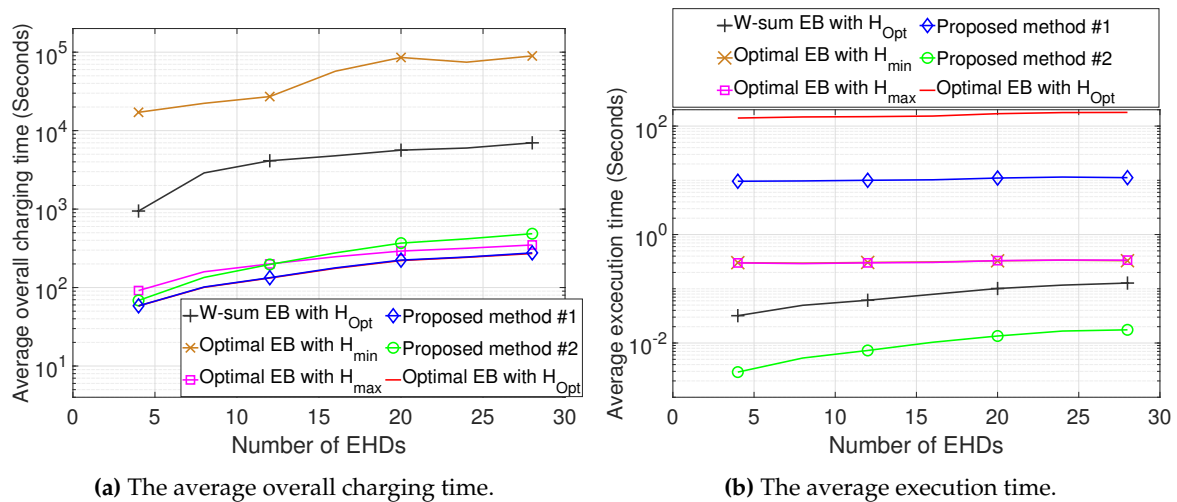 Average overall charging time (Seconds)
10^5
10^4
10^3
10^2
10^1
0 5 10 15 20 25 30
Number of EHDs
W-sum EB with H_Opt
Optimal EB with H_min
Optimal EB with H_max
Proposed method #1
Proposed method #2
Optimal EB with H_Opt
(a) The average overall charging time.
W-sum EB with H_Opt
Optimal EB with H_min
Optimal EB with H_max
Proposed method #1
Proposed method #2
Optimal EB with H_Opt
Average excecution time (Seconds)
10^2
10^0
10^-2
0 5 10 15 20 25 30
Number of EHDs
(b) The average execution time.